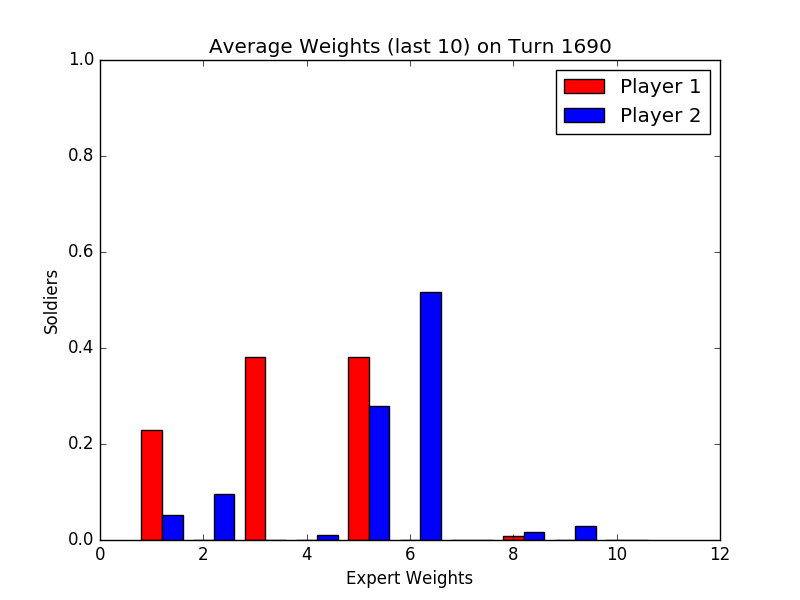 Average Weights (last 10) on Turn 1690
1.0
Player 1
Player 2
0.8
0.6
Soldiers
0.4
0.2
0.0
0 2 4 6 8 10 12
Expert Weights